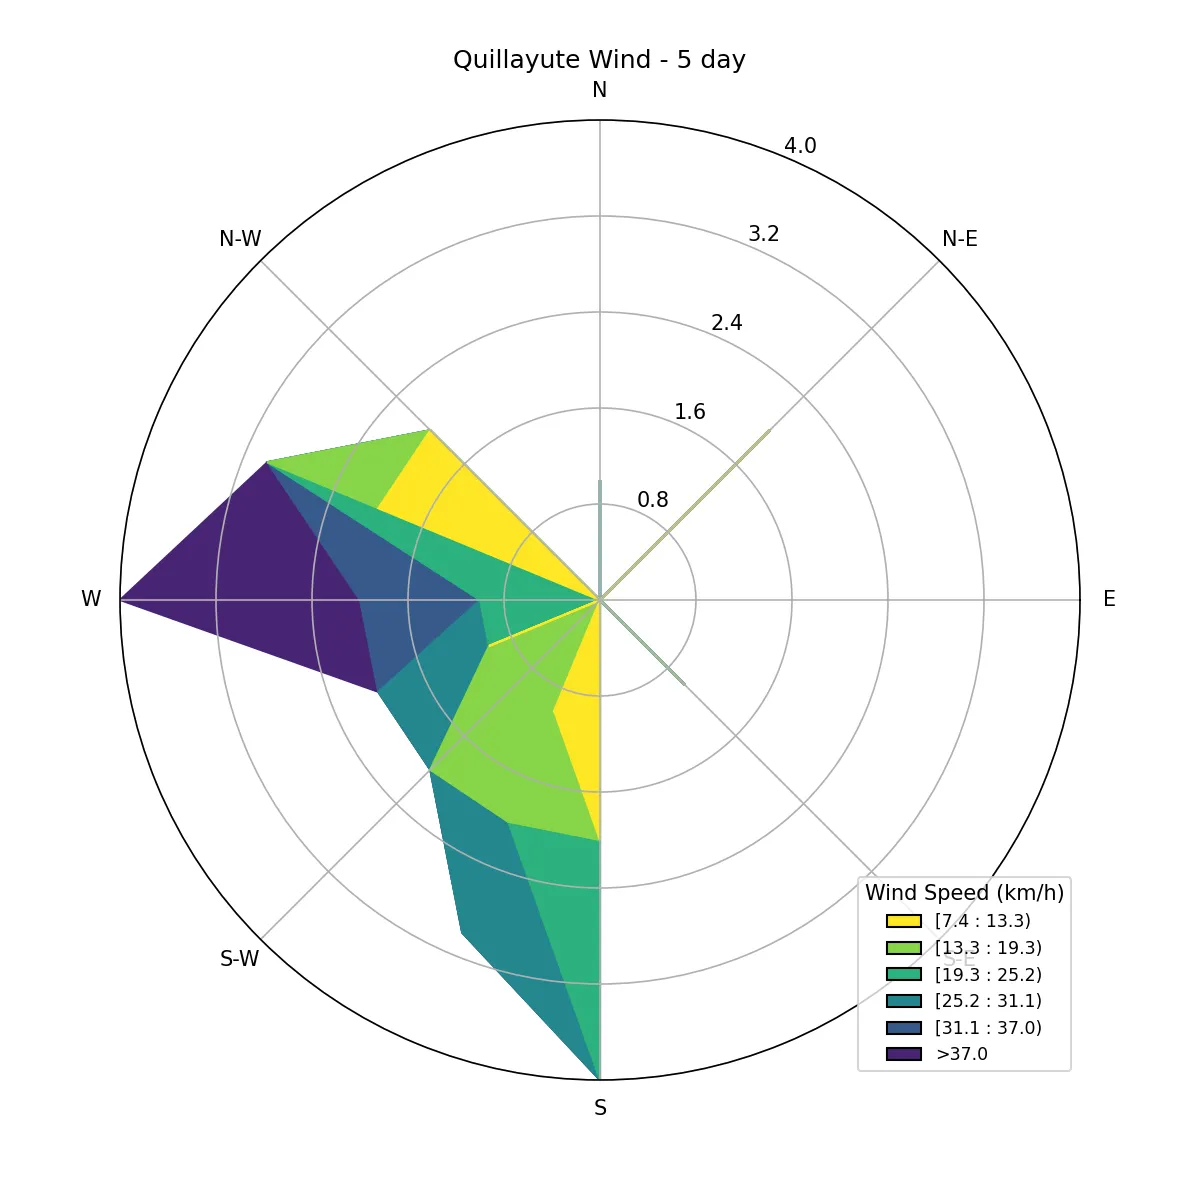 Quillayute Wind - 5 day
N
4.0
N-W
3.2
N-E
2.4
1.6
0.8
W
E
S-W
S-E
S
Wind Speed (km/h)
[7.4 : 13.3)
[13.3 : 19.3)
[19.3 : 25.2)
[25.2 : 31.1)
[31.1 : 37.0)
>37.0